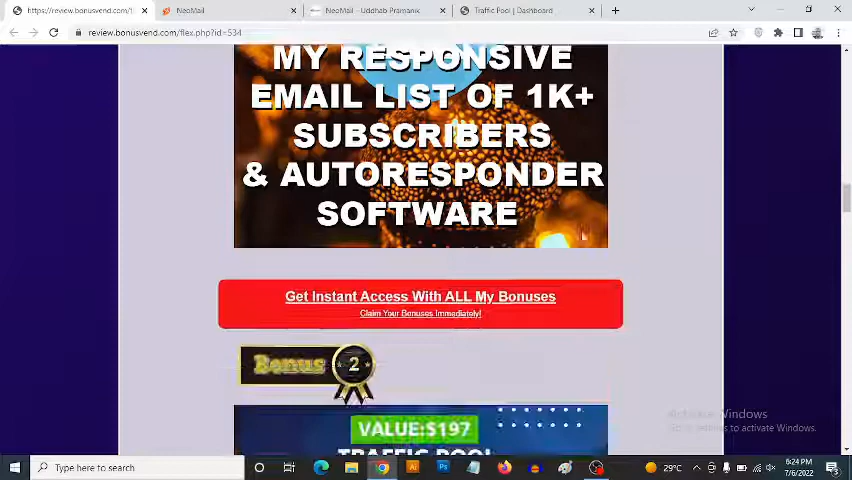 https://review.bonusvend.com/f
NeoMail
NeoMail - Uddhab Pramanik
Traffic Pool | Dashboard
review.bonusvend.com/flex.php?id=534
MY RESPONSIVE
EMAIL LIST OF 1K+
SUBSCRIBERS
& AUTORESPONDER
SOFTWARE
Get Instant Access With ALL My Bonuses
Claim Your Bonuses Immediately!
Bonus 2
VALUE:$197
TRAFFIC POOL
Activate Windows
Go to Settings to activate Windows.
Type here to search
29°C
6:24 PM
7/6/2022